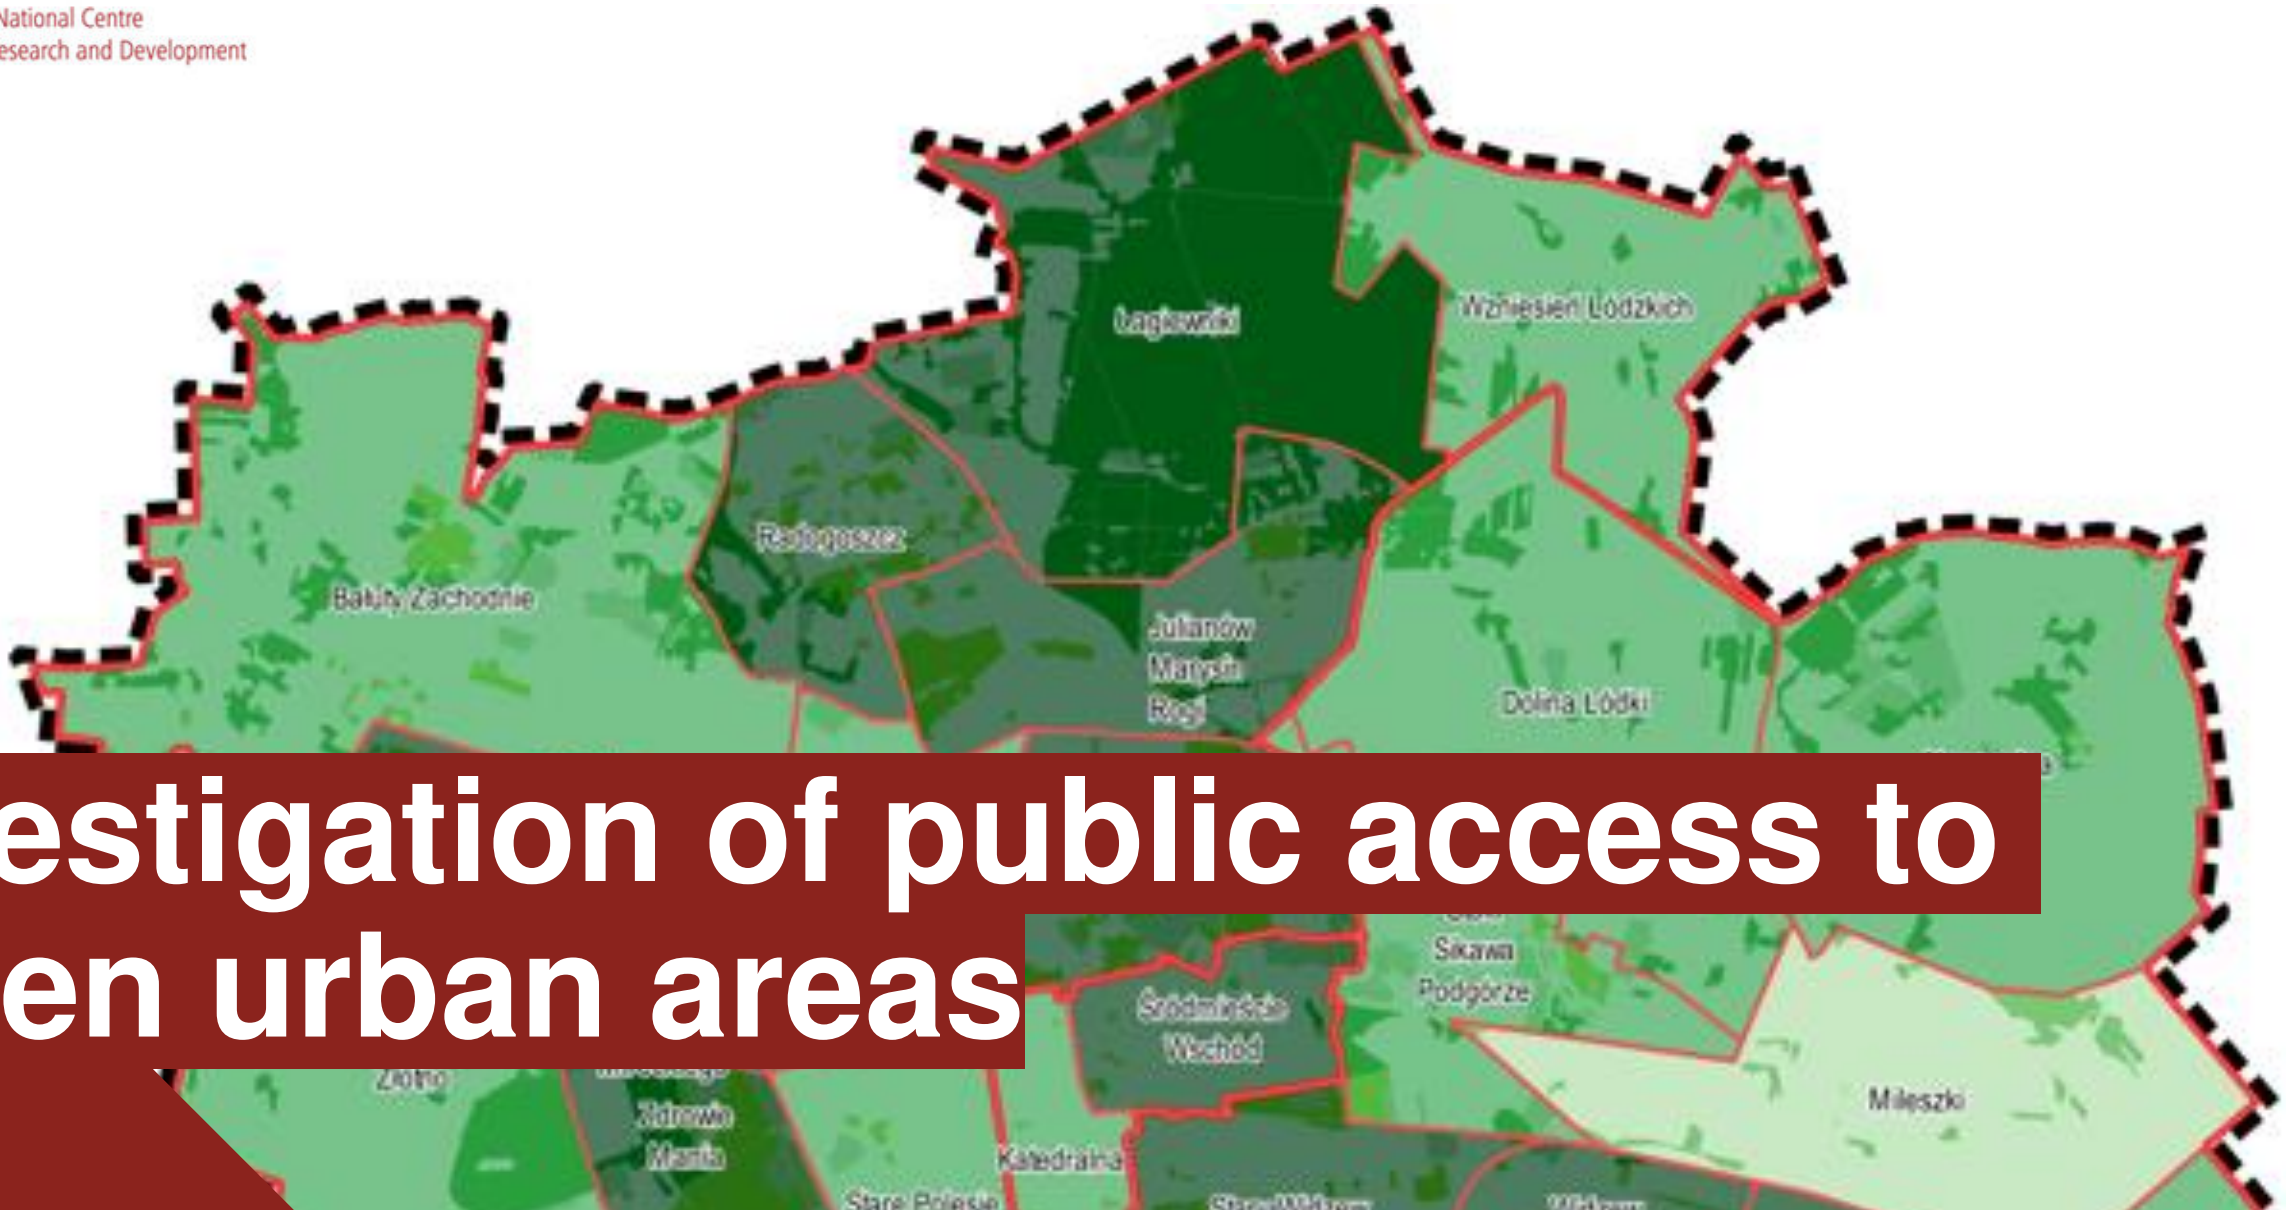 National Centre
esearch and Development
Łagiewniki
Wzniesień Łódzkich
Radogoszcz
Bałuty Zachodnie
Julianów
Marysin
Rogi
Dolina Łódki
estigation of public access to
en urban areas
Sikawa
Podgórze
Śródmieście
Wschód
Złotno
Zdrowie
Mania
Mileszki
Katedralna
Stare Polesie